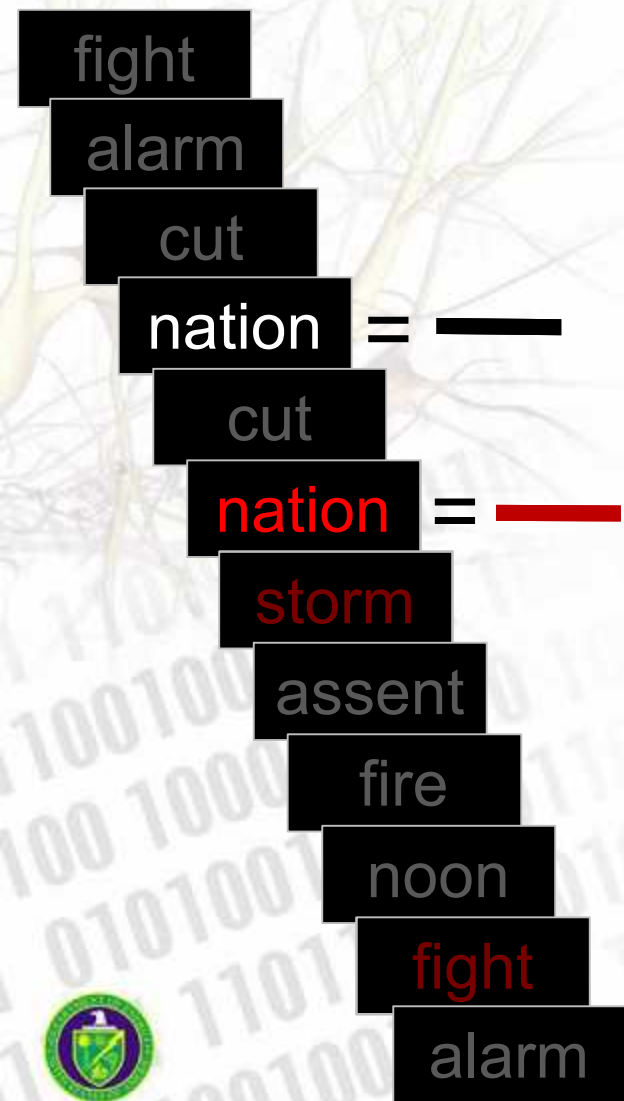 fight
alarm
cut
nation =
cut
nation =
storm
assent
fire
noon
fight
alarm